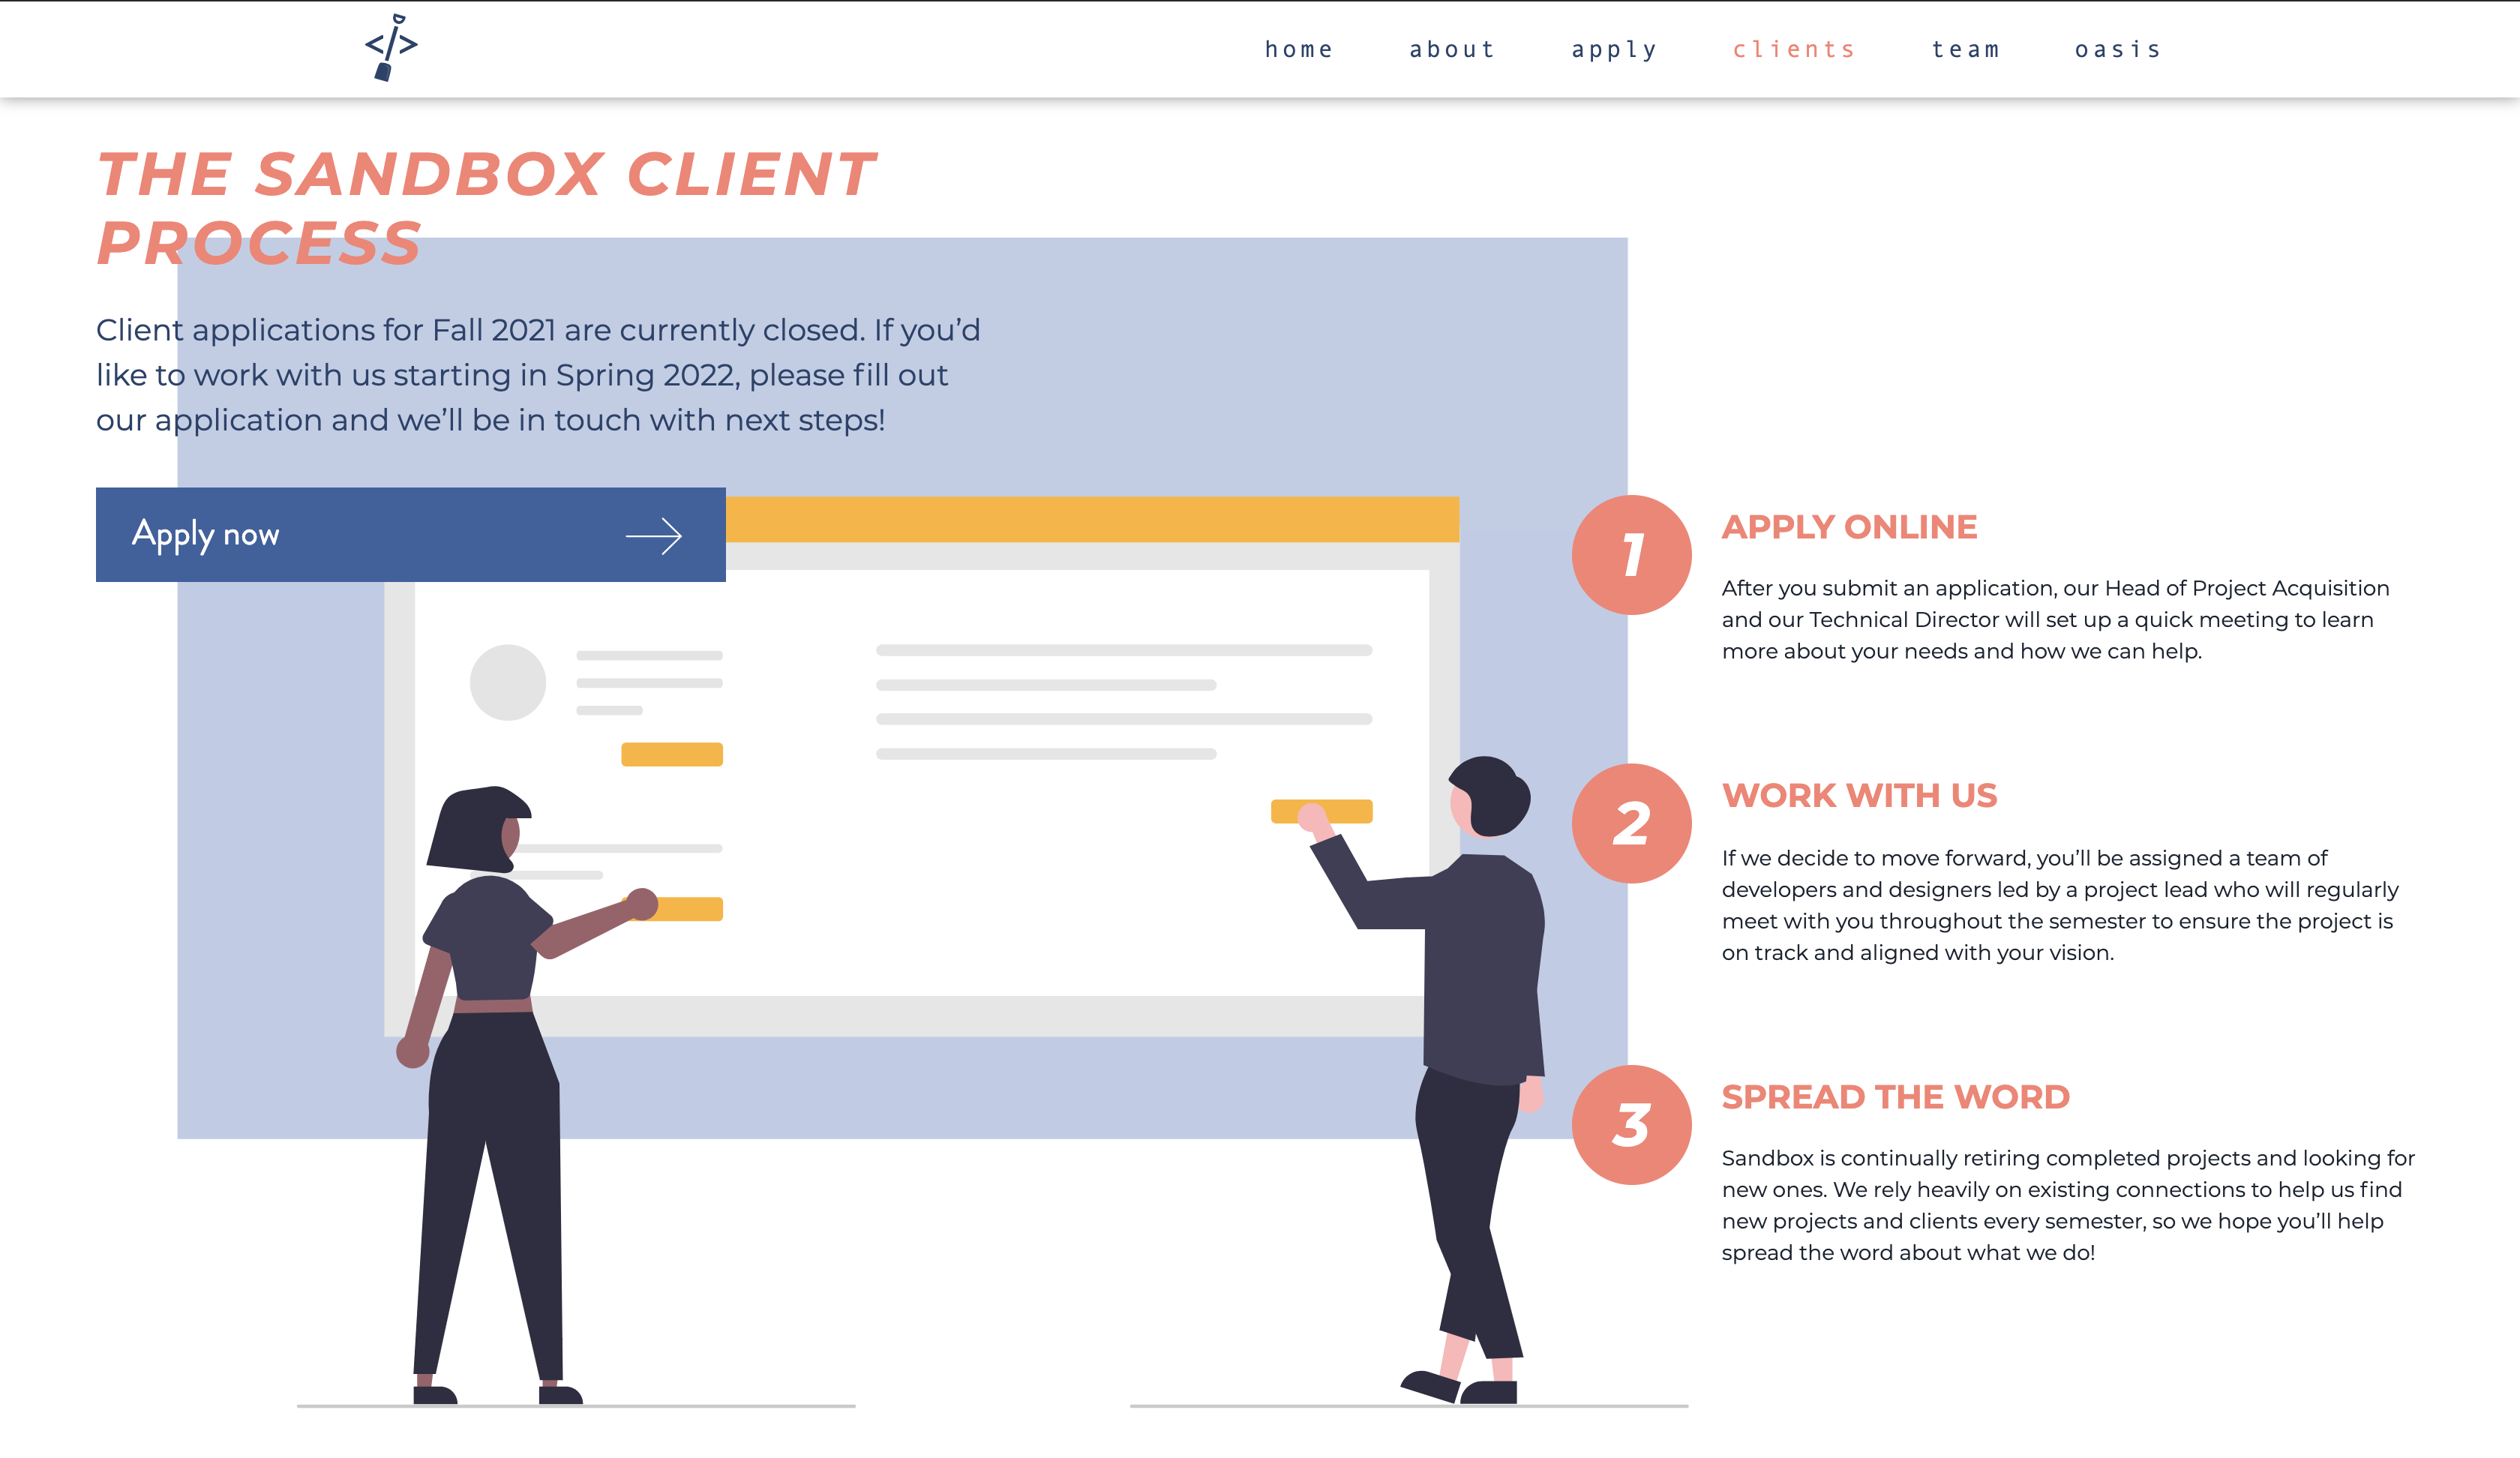 </>
home about apply clients team oasis
THE SANDBOX CLIENT
PROCESS
Client applications for Fall 2021 are currently closed. If you’d
like to work with us starting in Spring 2022, please fill out
our application and we’ll be in touch with next steps!
Apply now
1
APPLY ONLINE
After you submit an application, our Head of Project Acquisition
and our Technical Director will set up a quick meeting to learn
more about your needs and how we can help.
2
WORK WITH US
If we decide to move forward, you’ll be assigned a team of
developers and designers led by a project lead who will regularly
meet with you throughout the semester to ensure the project is
on track and aligned with your vision.
3
SPREAD THE WORD
Sandbox is continually retiring completed projects and looking for
new ones. We rely heavily on existing connections to help us find
new projects and clients every semester, so we hope you’ll help
spread the word about what we do!